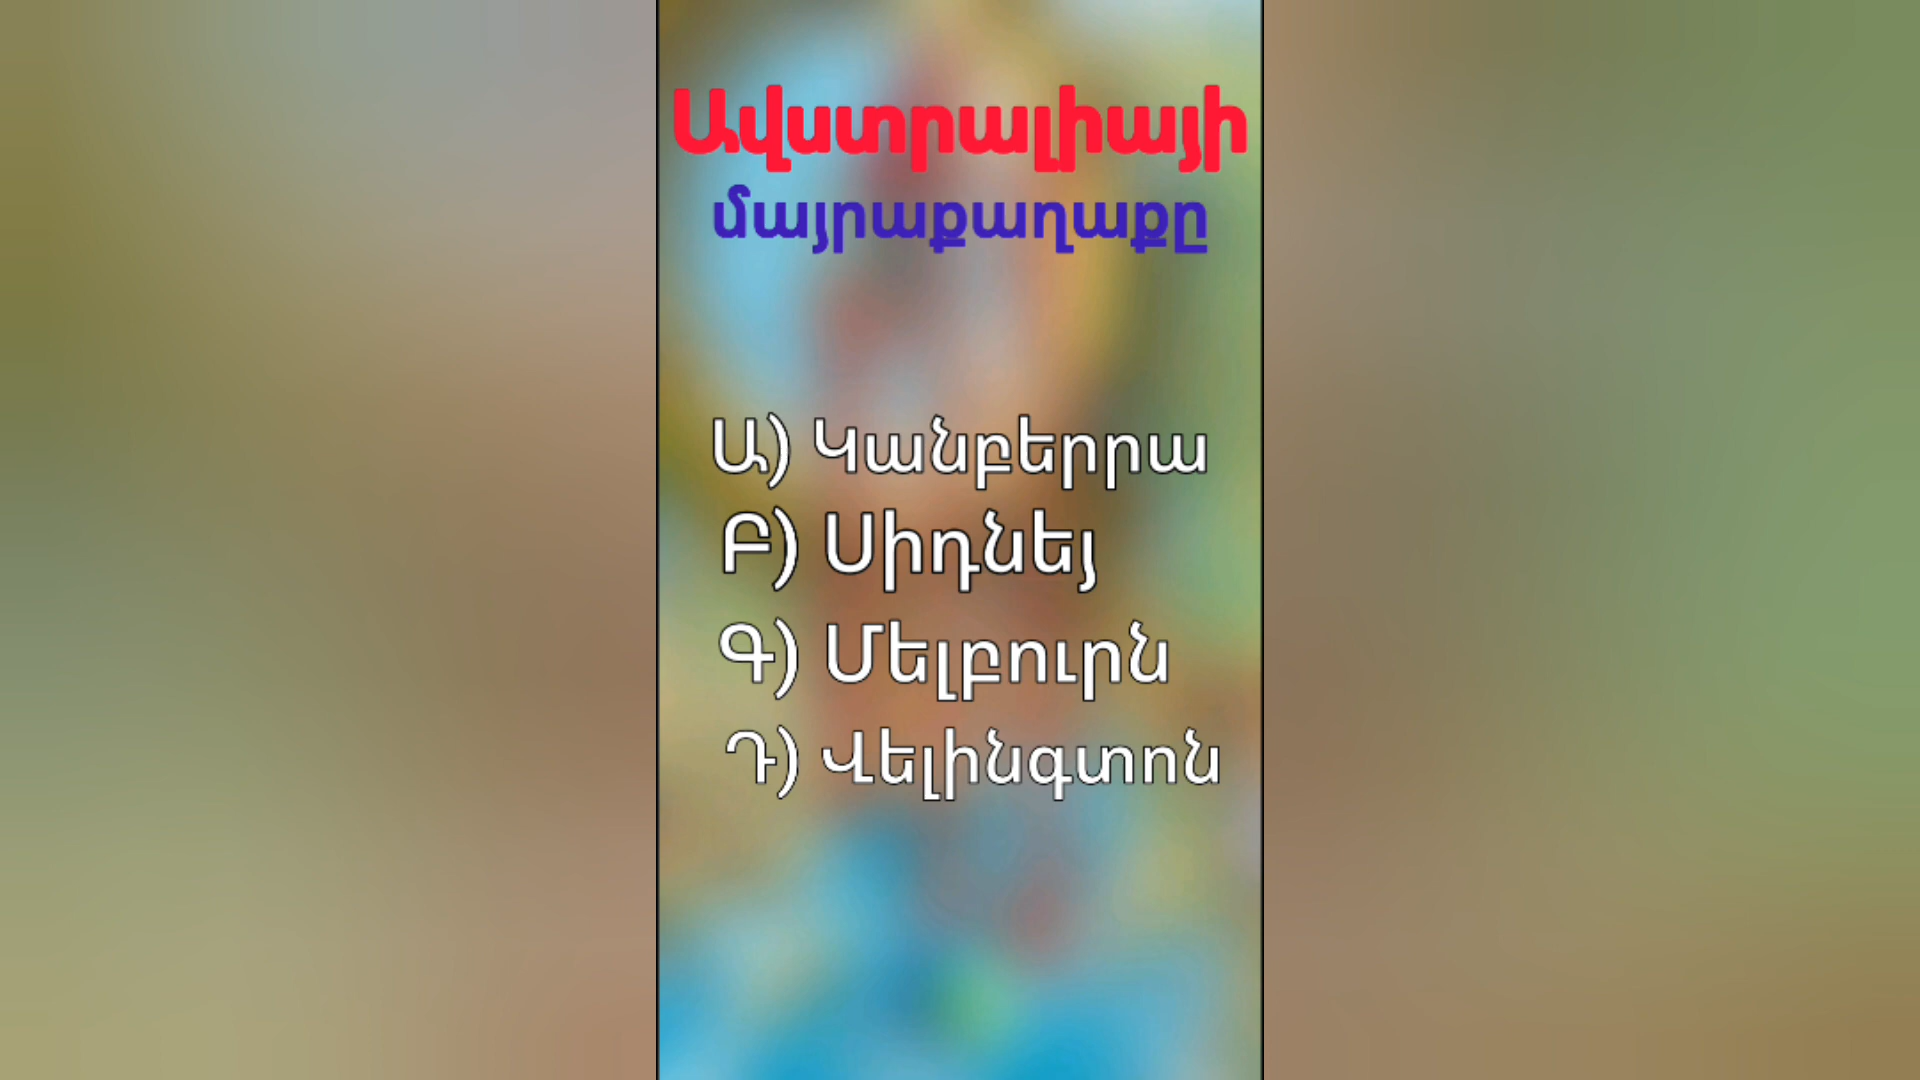 Ավստրալիայի
մայրաքաղաքը
Ա) Կանբերրա
Բ) Սիդնեյ
Գ) Մելբուրն
Դ) Վելինգտոն